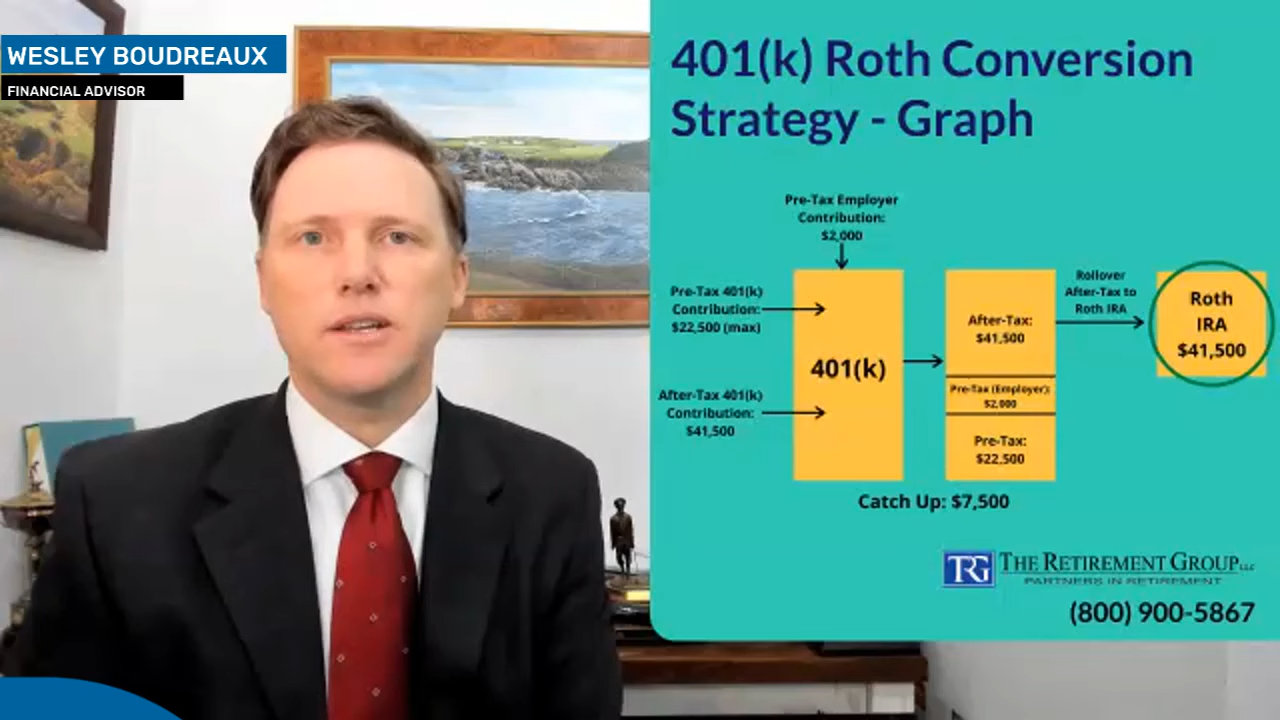 WESLEY BOUDREAUX
FINANCIAL ADVISOR
401(k) Roth Conversion
Strategy - Graph
Pre-Tax Employer
Contribution:
$2,000
Pre-Tax 401(k)
Contribution:
$22,500 (max)
After-Tax 401(k)
Contribution:
$41,500
401(k)
After-Tax:
$41,500
Pre-Tax (Employer):
$2,000
Pre-Tax:
$22,500
Rollover
After-Tax to
Roth IRA
Roth
IRA
$41,500
Catch Up: $7,500
TRG
THE RETIREMENT GROUP LLC
PARTNERS IN RETIREMENT
(800) 900-5867